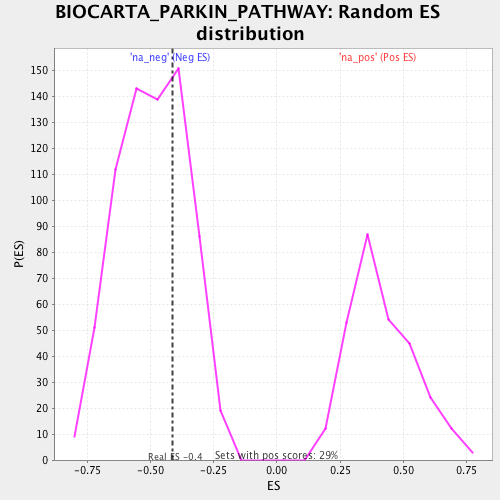 BIOCARTA_PARKIN_PATHWAY: Random ES
distribution
'na_neg' (Neg ES)
'na_pos' (Pos ES)
P(ES)
150
140
130
120
110
100
90
80
70
60
50
40
30
20
10
0
Real ES -0.4
Sets with pos scores: 29%
-0.75 -0.50 -0.25 0.00 0.25 0.50 0.75
ES